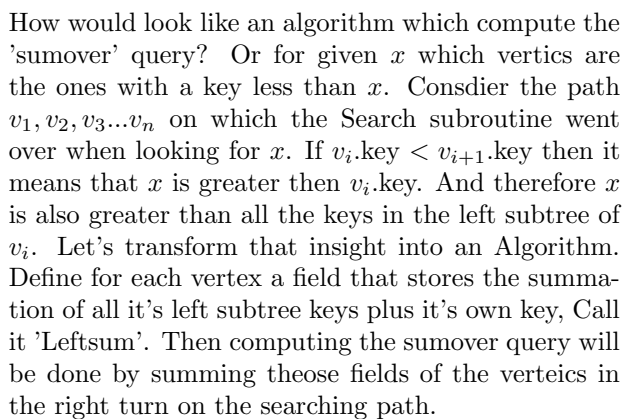 How would look like an algorithm which compute the
'sumover' query? Or for given x which vertics are
the ones with a key less than x. Consdier the path
v₁, v₂, v₃...vₙ on which the Search subroutine went
over when looking for x. If vᵢ.key < vᵢ₊₁.key then it
means that x is greater then vᵢ.key. And therefore x
is also greater than all the keys in the left subtree of
vᵢ. Let's transform that insight into an Algorithm.
Define for each vertex a field that stores the summa-
tion of all it's left subtree keys plus it's own key, Call
it 'Leftsum'. Then computing the sumover query will
be done by summing theose fields of the verteics in
the right turn on the searching path.